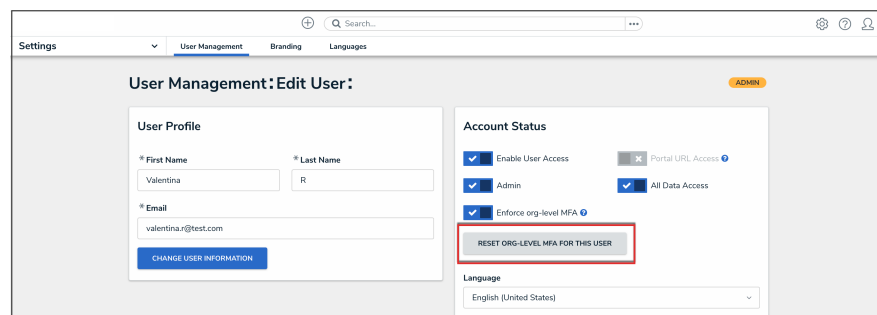 Search...
Settings User Management Branding Languages
User Management: Edit User:
ADMIN
User Profile
* First Name * Last Name
Valentina R
* Email
valentina.r@test.com
CHANGE USER INFORMATION
Account Status
Enable User Access Portal URL Access ?
Admin All Data Access
Enforce org-level MFA ?
RESET ORG-LEVEL MFA FOR THIS USER
Language
English (United States)